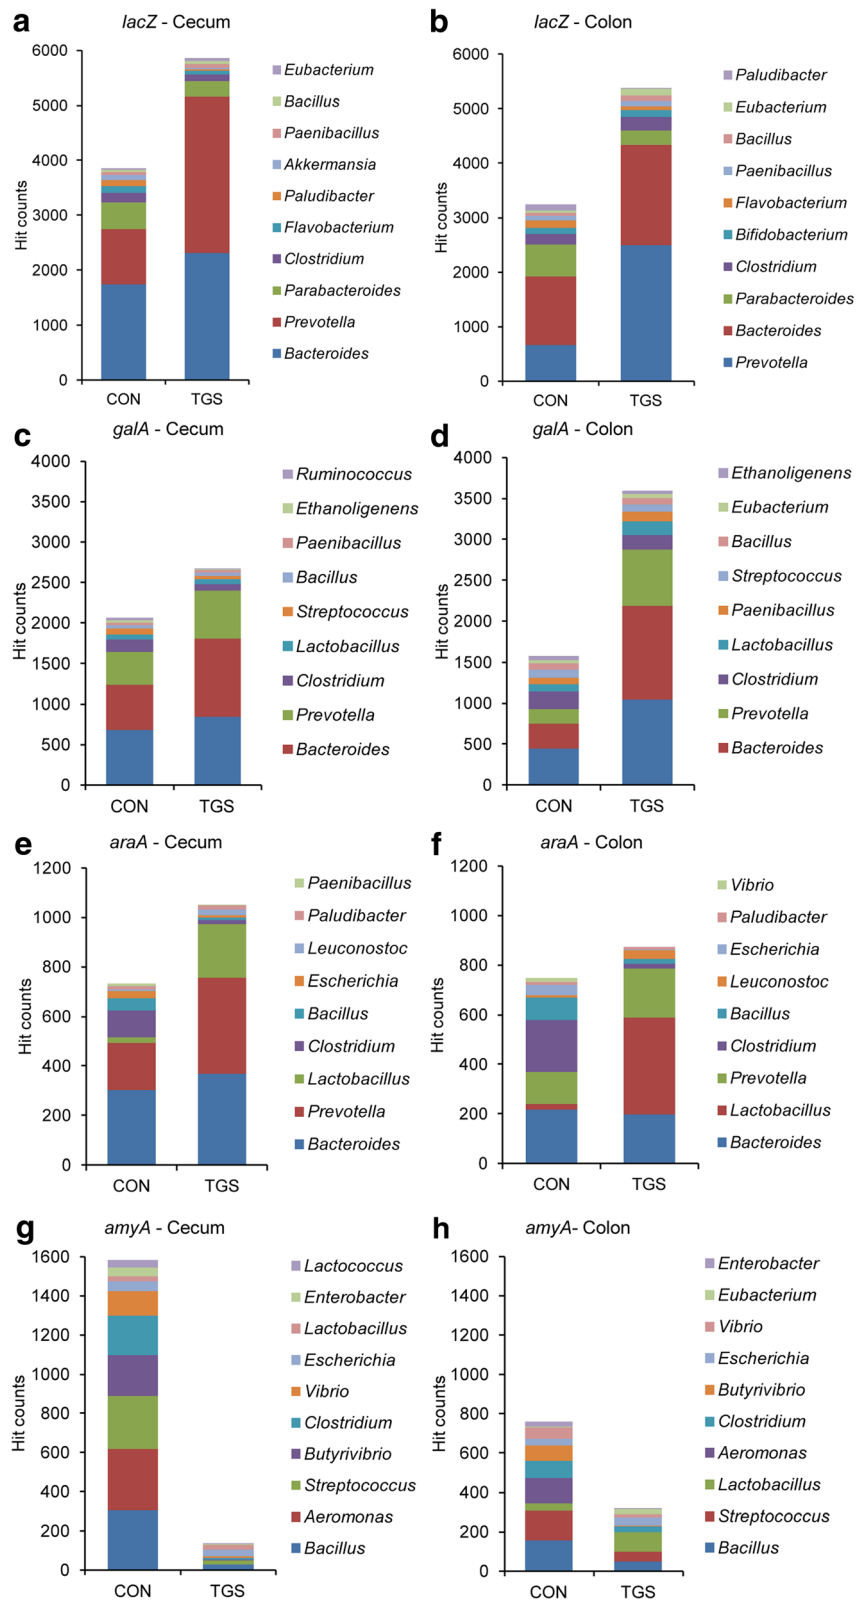 a
lacZ - Cecum
6000
5000
4000
3000
2000
1000
0
Hit counts
CON
TGS
Eubacterium
Bacillus
Paenibacillus
Akkermansia
Paludibacter
Flavobacterium
Clostridium
Parabacteroides
Prevotella
Bacteroides
b
lacZ - Colon
6000
5000
4000
3000
2000
1000
0
Hit counts
CON
TGS
Paludibacter
Eubacterium
Bacillus
Paenibacillus
Flavobacterium
Bifidobacterium
Clostridium
Parabacteroides
Bacteroides
Prevotella
c
galA - Cecum
4000
3500
3000
2500
2000
1500
1000
500
0
Hit counts
CON
TGS
Ruminococcus
Ethanoligenens
Paenibacillus
Bacillus
Streptococcus
Lactobacillus
Clostridium
Prevotella
Bacteroides
d
galA - Colon
4000
3500
3000
2500
2000
1500
1000
500
0
Hit counts
CON
TGS
Ethanoligenens
Eubacterium
Bacillus
Streptococcus
Paenibacillus
Lactobacillus
Clostridium
Prevotella
Bacteroides
e
araA - Cecum
1200
1000
800
600
400
200
0
Hit counts
CON
TGS
Paenibacillus
Paludibacter
Leuconostoc
Escherichia
Bacillus
Clostridium
Lactobacillus
Prevotella
Bacteroides
f
araA - Colon
1200
1000
800
600
400
200
0
Hit counts
CON
TGS
Vibrio
Paludibacter
Escherichia
Leuconostoc
Bacillus
Clostridium
Prevotella
Lactobacillus
Bacteroides
g
amyA - Cecum
1600
1400
1200
1000
800
600
400
200
0
Hit counts
CON
TGS
Lactococcus
Enterobacter
Lactobacillus
Escherichia
Vibrio
Clostridium
Butyrivibrio
Streptococcus
Aeromonas
Bacillus
h
amyA- Colon
1600
1400
1200
1000
800
600
400
200
0
Hit counts
CON
TGS
Enterobacter
Eubacterium
Vibrio
Escherichia
Butyrivibrio
Clostridium
Aeromonas
Lactobacillus
Streptococcus
Bacillus